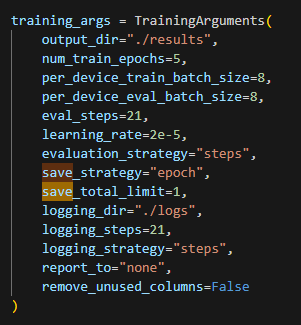 training_args = TrainingArguments(
    output_dir="./results",
    num_train_epochs=5,
    per_device_train_batch_size=8,
    per_device_eval_batch_size=8,
    eval_steps=21,
    learning_rate=2e-5,
    evaluation_strategy="steps",
    save_strategy="epoch",
    save_total_limit=1,
    logging_dir="./logs",
    logging_steps=21,
    logging_strategy="steps",
    report_to="none",
    remove_unused_columns=False
)